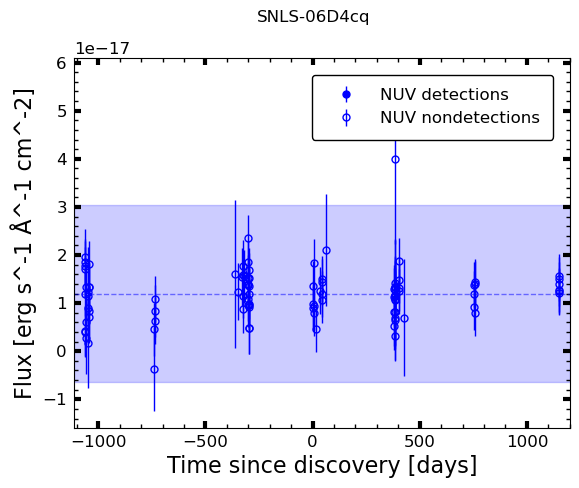 SNLS-06D4cq
1e−17
NUV detections
NUV nondetections
6
5
4
3
2
1
0
−1
Flux [erg s^-1 Å^-1 cm^-2]
−1000
−500
0
500
1000
Time since discovery [days]